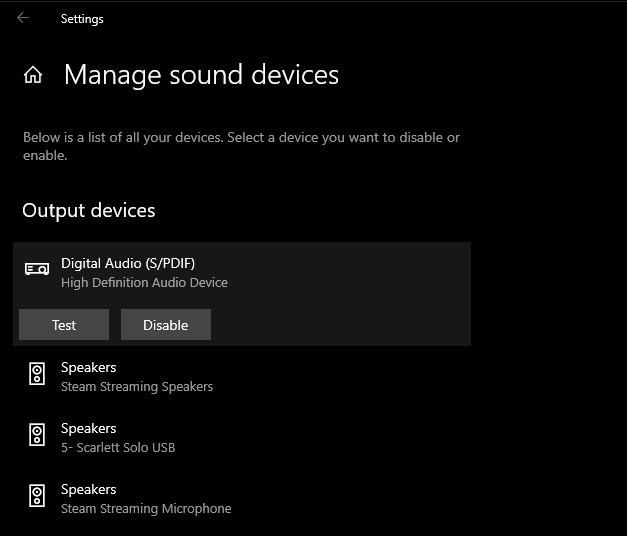 Settings
Manage sound devices
Below is a list of all your devices. Select a device you want to disable or
enable.
Output devices
Digital Audio (S/PDIF)
High Definition Audio Device
Test Disable
Speakers
Steam Streaming Speakers
Speakers
5- Scarlett Solo USB
Speakers
Steam Streaming Microphone